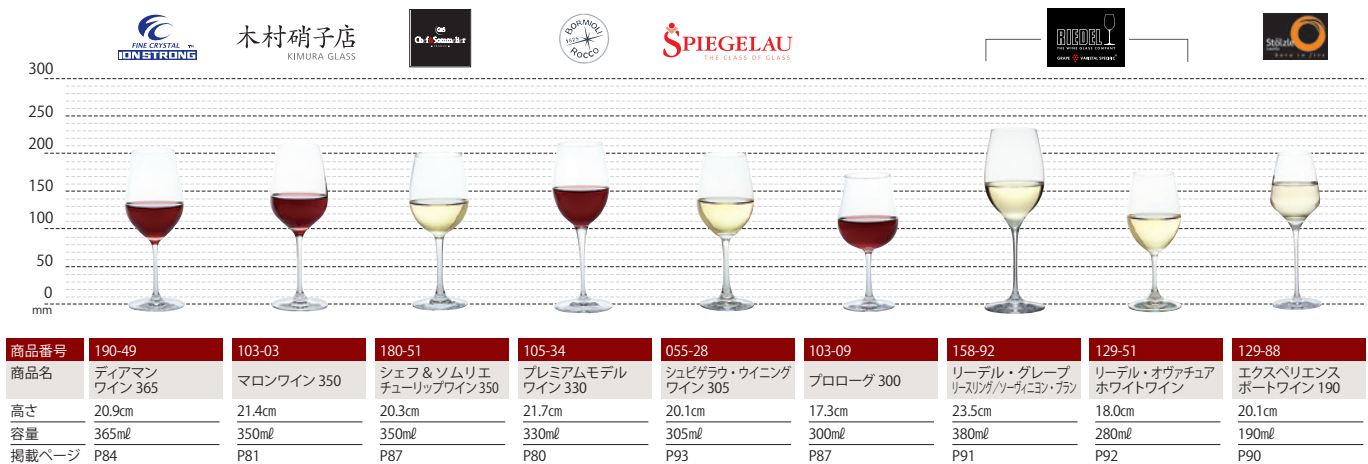 FINE CRYSTAL TM
IONSTRONG
木村硝子店
KIMURA GLASS
C&S
Chef&Sommelier
BORMIOLI
1825
ROCCO
SPIEGELAU
THE CLASS OF GLASS
RIEDEL
THE WINE GLASS COMPANY
GRAPE VARIETAL SPECIFIC
Stölzle
born in fire
300
250
200
150
100
50
0
mm
商品番号 190-49 103-03 180-51 105-34 055-28 103-09 158-92 129-51 129-88
商品名 ディアマン ワイン 365 マロンワイン 350 シェフ & ソムリエ チューリップワイン 350 プレミアムモデル ワイン 330 シュピゲラウ・ウイニング ワイン 305 プロローグ 300 リーデル・グレープ リースリング/ソーヴィニヨン・ブラン リーデル・オヴァチュア ホワイトワイン エクスペリエンス ポートワイン 190
高さ 20.9cm 21.4cm 20.3cm 21.7cm 20.1cm 17.3cm 23.5cm 18.0cm 20.1cm
容量 365㎖ 350㎖ 350㎖ 330㎖ 305㎖ 300㎖ 380㎖ 280㎖ 190㎖
掲載ページ P84 P81 P87 P80 P93 P87 P91 P92 P90